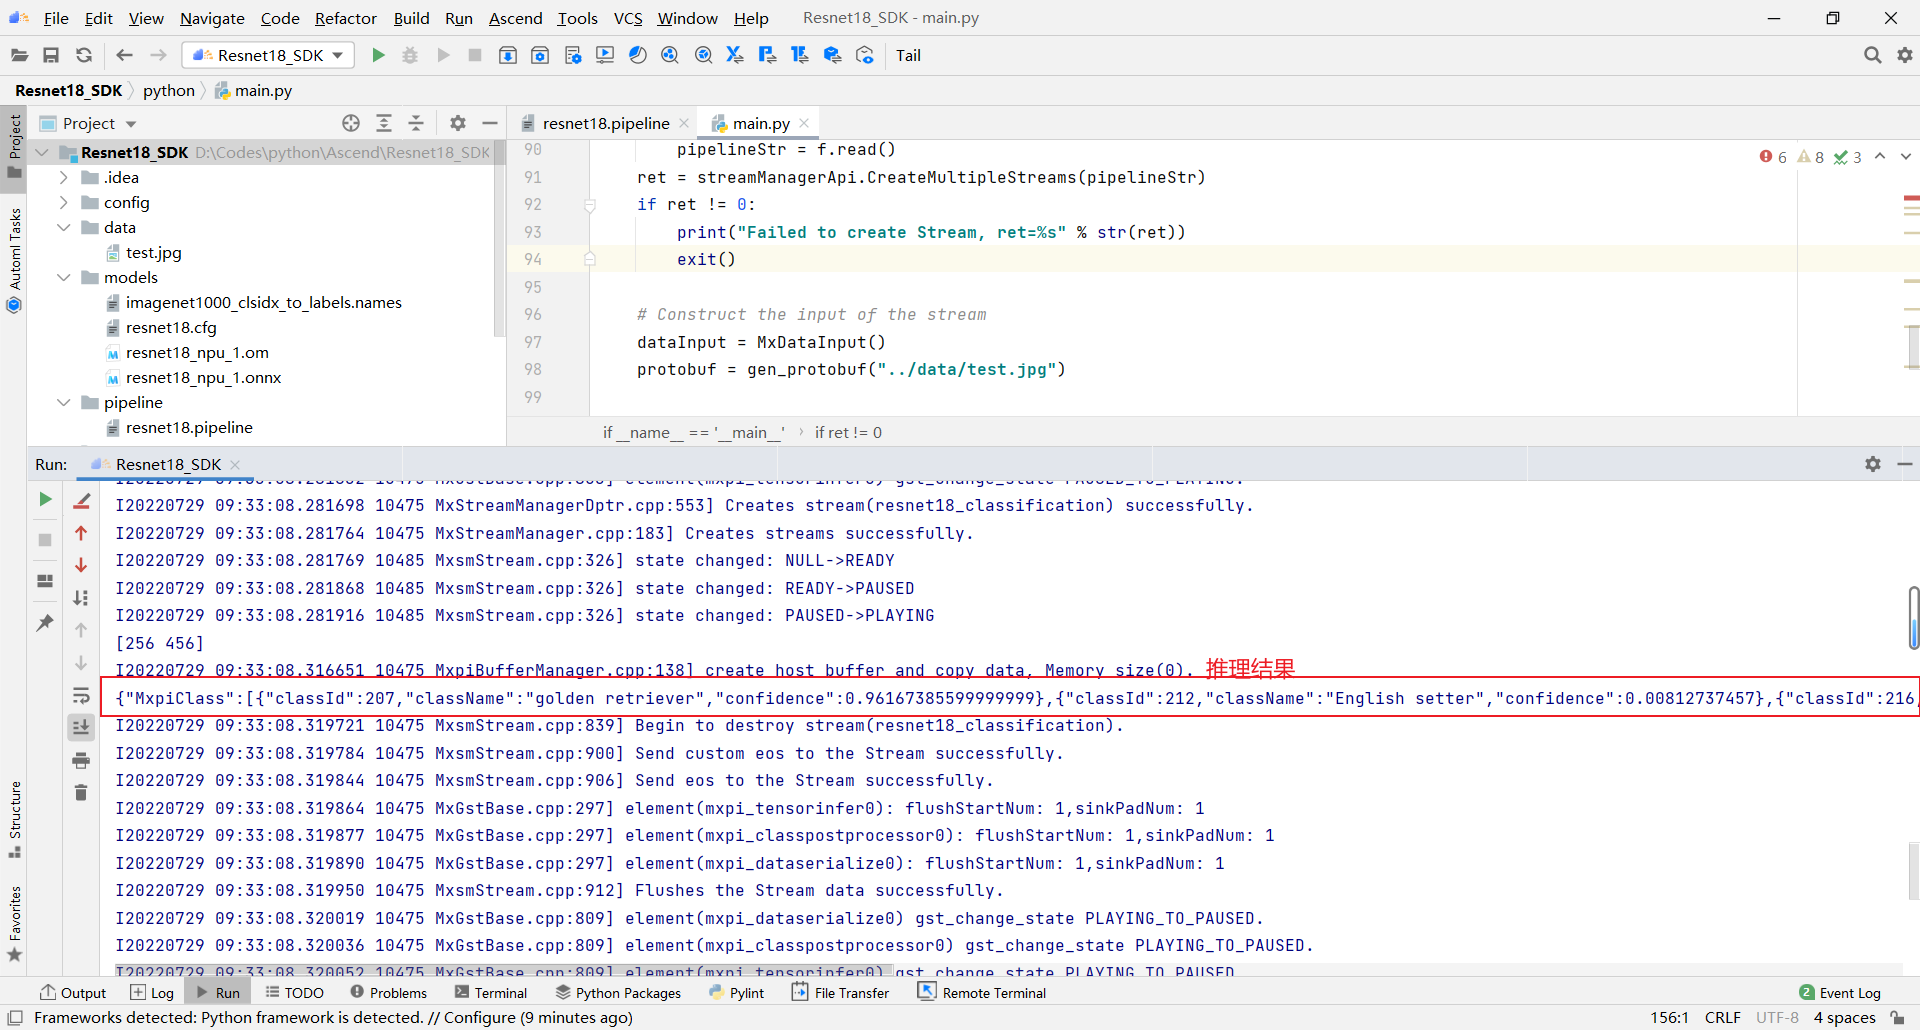 File Edit View Navigate Code Refactor Build Run Ascend Tools VCS Window Help Resnet18_SDK - main.py
Resnet18_SDK Tail
Resnet18_SDK python main.py
Project
Automl Tasks
Structure
Favorites
Project
Resnet18_SDK D:\Codes\python\Ascend\Resnet18_SDK
.idea
config
data
test.jpg
models
imagenet1000_clsidx_to_labels.names
resnet18.cfg
resnet18_npu_1.om
resnet18_npu_1.onnx
pipeline
resnet18.pipeline
resnet18.pipeline main.py
6 8 3
90 pipelineStr = f.read()
91 ret = streamManagerApi.CreateMultipleStreams(pipelineStr)
92 if ret != 0:
93 print("Failed to create Stream, ret=%s" % str(ret))
94 exit()
95
96 # Construct the input of the stream
97 dataInput = MxDataInput()
98 protobuf = gen_protobuf("../data/test.jpg")
99
if __name__ == '__main__' › if ret != 0
Run: Resnet18_SDK
I20220729 09:33:08.281698 10475 MxStreamManagerDptr.cpp:553] Creates stream(resnet18_classification) successfully.
I20220729 09:33:08.281764 10475 MxStreamManager.cpp:183] Creates streams successfully.
I20220729 09:33:08.281769 10485 MxsmStream.cpp:326] state changed: NULL->READY
I20220729 09:33:08.281868 10485 MxsmStream.cpp:326] state changed: READY->PAUSED
I20220729 09:33:08.281916 10485 MxsmStream.cpp:326] state changed: PAUSED->PLAYING
[256 456]
I20220729 09:33:08.316651 10475 MxpiBufferManager.cpp:138] create host buffer and copy data, Memory size(0). 推理结果
{"MxpiClass":[{"classId":207,"className":"golden retriever","confidence":0.96167385599999999},{"classId":212,"className":"English setter","confidence":0.00812737457},{"classId":216,
I20220729 09:33:08.319721 10475 MxsmStream.cpp:839] Begin to destroy stream(resnet18_classification).
I20220729 09:33:08.319784 10475 MxsmStream.cpp:900] Send custom eos to the Stream successfully.
I20220729 09:33:08.319844 10475 MxsmStream.cpp:906] Send eos to the Stream successfully.
I20220729 09:33:08.319864 10475 MxGstBase.cpp:297] element(mxpi_tensorinfer0): flushStartNum: 1,sinkPadNum: 1
I20220729 09:33:08.319877 10475 MxGstBase.cpp:297] element(mxpi_classpostprocessor0): flushStartNum: 1,sinkPadNum: 1
I20220729 09:33:08.319890 10475 MxGstBase.cpp:297] element(mxpi_dataserialize0): flushStartNum: 1,sinkPadNum: 1
I20220729 09:33:08.319950 10475 MxsmStream.cpp:912] Flushes the Stream data successfully.
I20220729 09:33:08.320019 10475 MxGstBase.cpp:809] element(mxpi_dataserialize0) gst_change_state PLAYING_TO_PAUSED.
I20220729 09:33:08.320036 10475 MxGstBase.cpp:809] element(mxpi_classpostprocessor0) gst_change_state PLAYING_TO_PAUSED.
I20220729 09:33:08.320052 10475 MxGstBase.cpp:809] element(mxpi_tensorinfer0) gst_change_state PLAYING_TO_PAUSED
Output Log Run TODO Problems Terminal Python Packages Pylint File Transfer Remote Terminal 2 Event Log
Frameworks detected: Python framework is detected. // Configure (9 minutes ago) 156:1 CRLF UTF-8 4 spaces